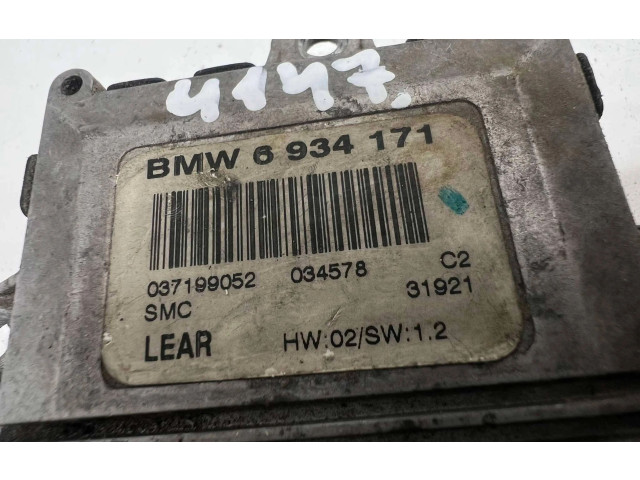 4147.
BMW 6 934 171
037199052 034578 C2
SMC 31921
LEAR HW:02/SW:1.2